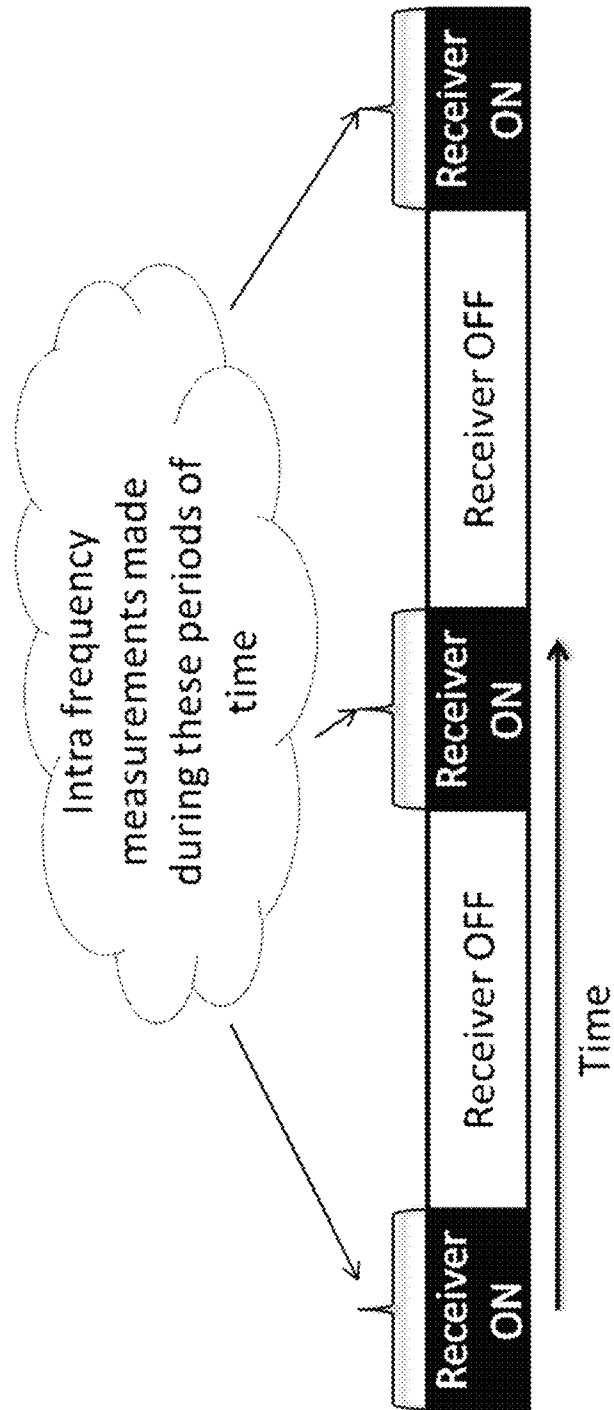 Intra frequency
measurements made
during these periods of
time
Receiver
ON
Receiver OFF
Receiver
ON
Receiver OFF
Receiver
ON
Time